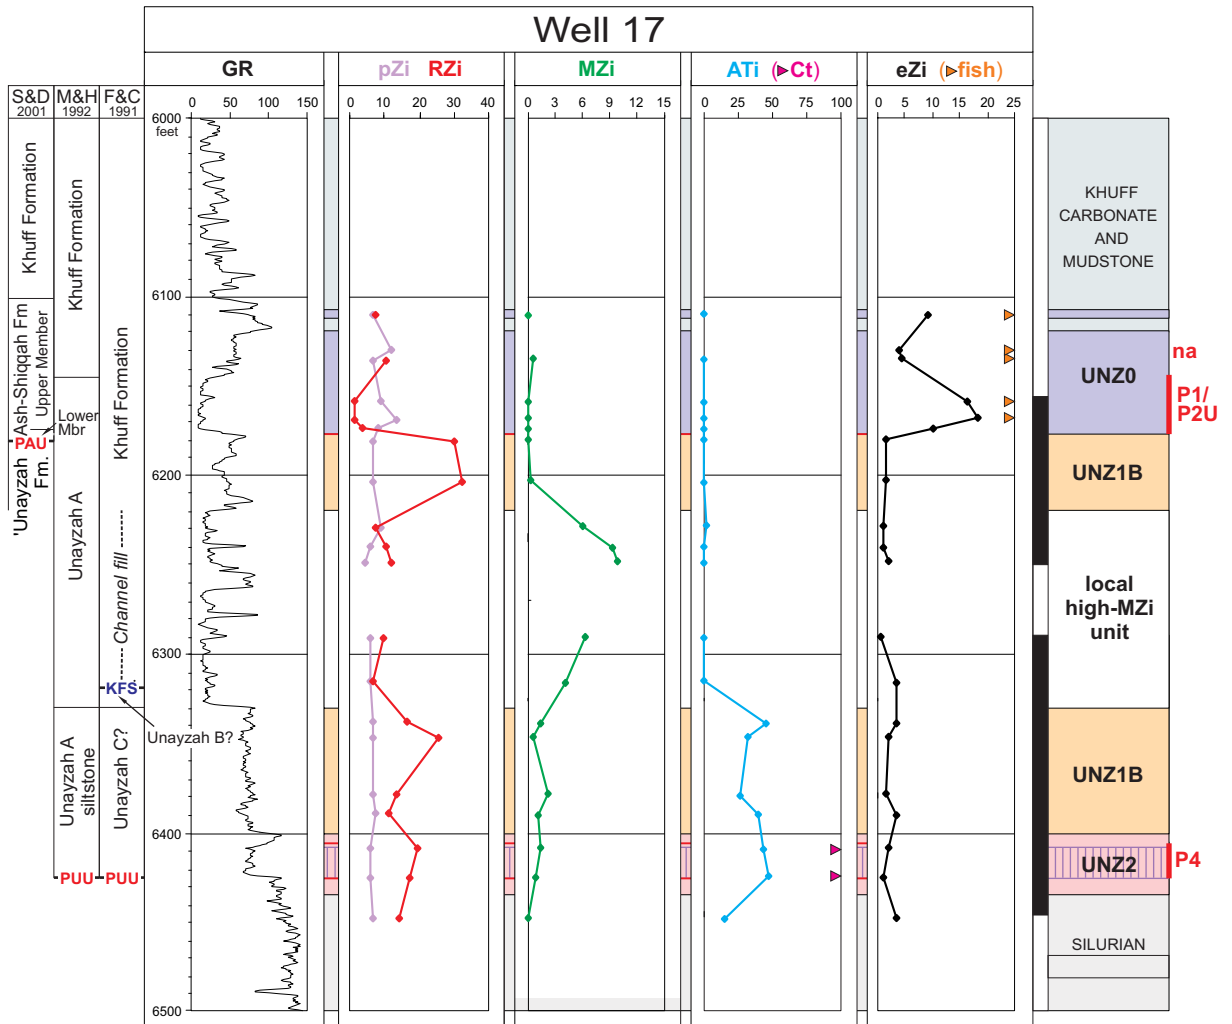 Well 17
GR
pZi RZi
MZi
ATi (▶Ct)
eZi (▶fish)
S&D
2001
M&H
1992
F&C
1991
0 50 100 150
0 10 20 30 40
0 3 6 9 12 15
0 25 50 75 100
0 5 10 15 20 25
6000
feet
6100
6200
6300
6400
6500
Khuff Formation
Ash-Shiqqah Fm
Upper Member
PAU
'Unayzah
Fm.
Khuff Formation
Lower
Mbr
Unayzah A
Unayzah A
siltstone
PUU
Khuff Formation
------ Channel fill ------
KFS
Unayzah B?
Unayzah C?
PUU
KHUFF
CARBONATE
AND
MUDSTONE
UNZ0
na
P1/
P2U
UNZ1B
local
high-MZi
unit
UNZ1B
UNZ2
P4
SILURIAN